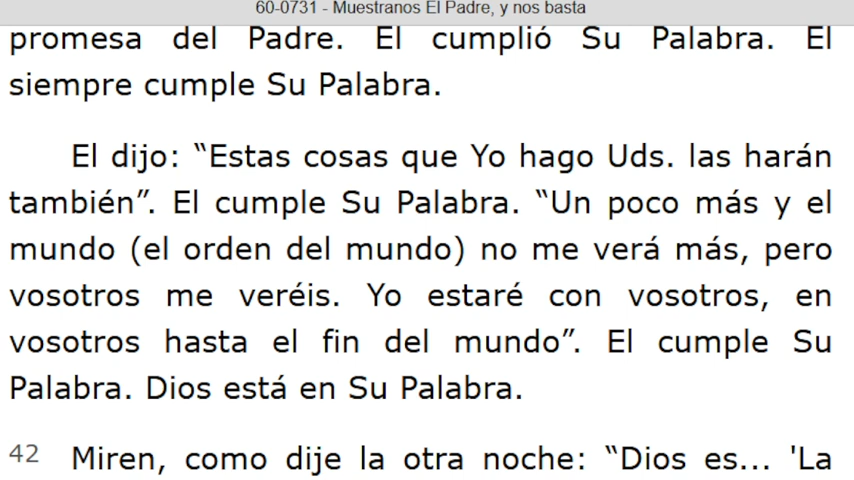 60-0731 - Muestranos El Padre, y nos basta
promesa del Padre. El cumplió Su Palabra. El
siempre cumple Su Palabra.
El dijo: “Estas cosas que Yo hago Uds. las harán
también”. El cumple Su Palabra. “Un poco más y el
mundo (el orden del mundo) no me verá más, pero
vosotros me veréis. Yo estaré con vosotros, en
vosotros hasta el fin del mundo”. El cumple Su
Palabra. Dios está en Su Palabra.
42 Miren, como dije la otra noche: “Dios es... 'La